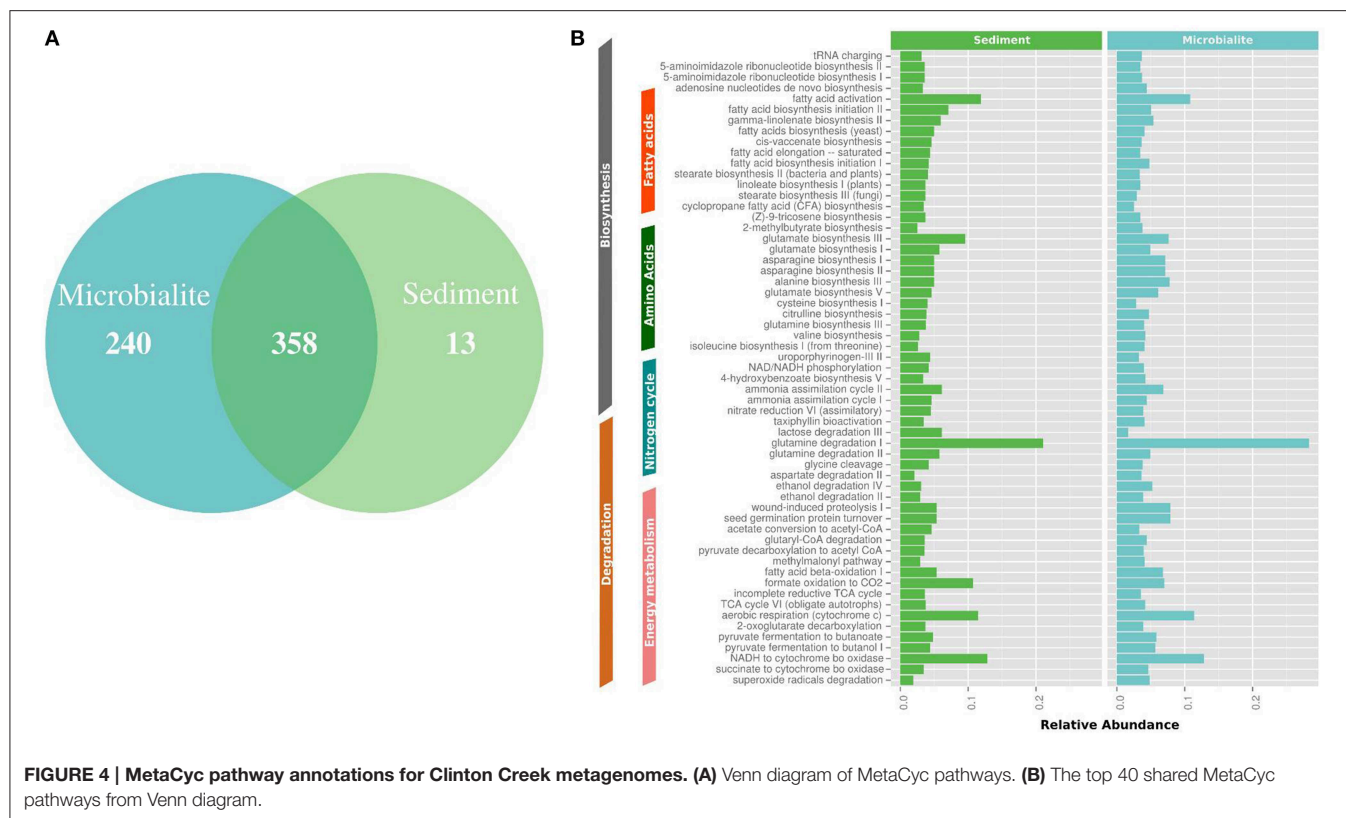 A
Microbialite
240
358
Sediment
13
B
Biosynthesis
Degradation
Fatty acids
Amino Acids
Nitrogen cycle
Energy metabolism
Sediment
Microbialite
tRNA charging
5-aminoimidazole ribonucleotide biosynthesis II
5-aminoimidazole ribonucleotide biosynthesis I
adenosine nucleotides de novo biosynthesis
fatty acid activation
fatty acid biosynthesis initiation II
gamma-linolenate biosynthesis II
fatty acids biosynthesis (yeast)
cis-vaccenate biosynthesis
fatty acid elongation -- saturated
fatty acid biosynthesis initiation I
stearate biosynthesis II (bacteria and plants)
linoleate biosynthesis I (plants)
stearate biosynthesis III (fungi)
cyclopropane fatty acid (CFA) biosynthesis
(Z)-9-tricosene biosynthesis
2-methylbutyrate biosynthesis
glutamate biosynthesis III
glutamate biosynthesis I
asparagine biosynthesis I
asparagine biosynthesis II
alanine biosynthesis III
glutamate biosynthesis V
cysteine biosynthesis I
citrulline biosynthesis
glutamine biosynthesis III
valine biosynthesis
isoleucine biosynthesis I (from threonine)
uroporphyrinogen-III II
NAD/NADH phosphorylation
4-hydroxybenzoate biosynthesis V
ammonia assimilation cycle II
ammonia assimilation cycle I
nitrate reduction VI (assimilatory)
taxiphyllin bioactivation
lactose degradation III
glutamine degradation I
glutamine degradation II
glycine cleavage
aspartate degradation II
ethanol degradation IV
ethanol degradation II
wound-induced proteolysis I
seed germination protein turnover
acetate conversion to acetyl-CoA
glutaryl-CoA degradation
pyruvate decarboxylation to acetyl CoA
methylmalonyl pathway
fatty acid beta-oxidation I
formate oxidation to CO2
incomplete reductive TCA cycle
TCA cycle VI (obligate autotrophs)
aerobic respiration (cytochrome c)
2-oxoglutarate decarboxylation
pyruvate fermentation to butanoate
pyruvate fermentation to butanol I
NADH to cytochrome bo oxidase
succinate to cytochrome bo oxidase
superoxide radicals degradation
0.0
0.1
0.2
0.0
0.1
0.2
Relative Abundance
FIGURE 4 | MetaCyc pathway annotations for Clinton Creek metagenomes. (A) Venn diagram of MetaCyc pathways. (B) The top 40 shared MetaCyc
pathways from Venn diagram.